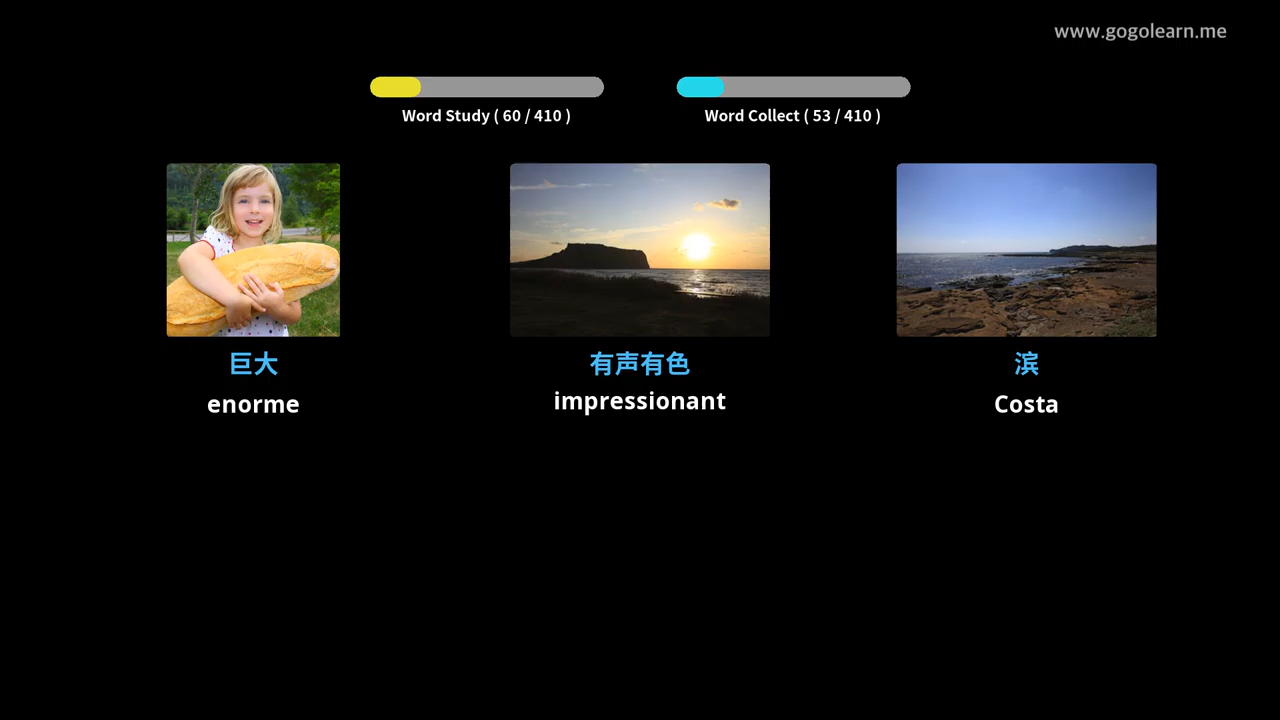 www.gogolearn.me
Word Study ( 60 / 410 )
Word Collect ( 53 / 410 )
巨大
enorme
有声有色
impressionant
滨
Costa